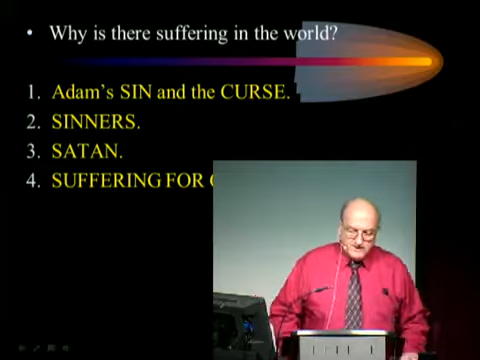 • Why is there suffering in the world?
1. Adam's SIN and the CURSE.
2. SINNERS.
3. SATAN.
4. SUFFERING FOR